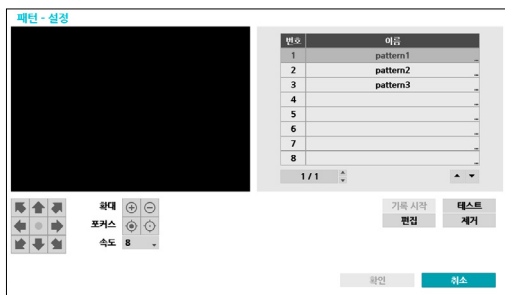 패턴 - 설정
번호 이름
1 pattern1 ...
2 pattern2 ...
3 pattern3 ...
4 ...
5 ...
6 ...
7 ...
8 ...
1 / 1
확대
포커스
속도 8
기록 시작 테스트
편집 제거
확인 취소